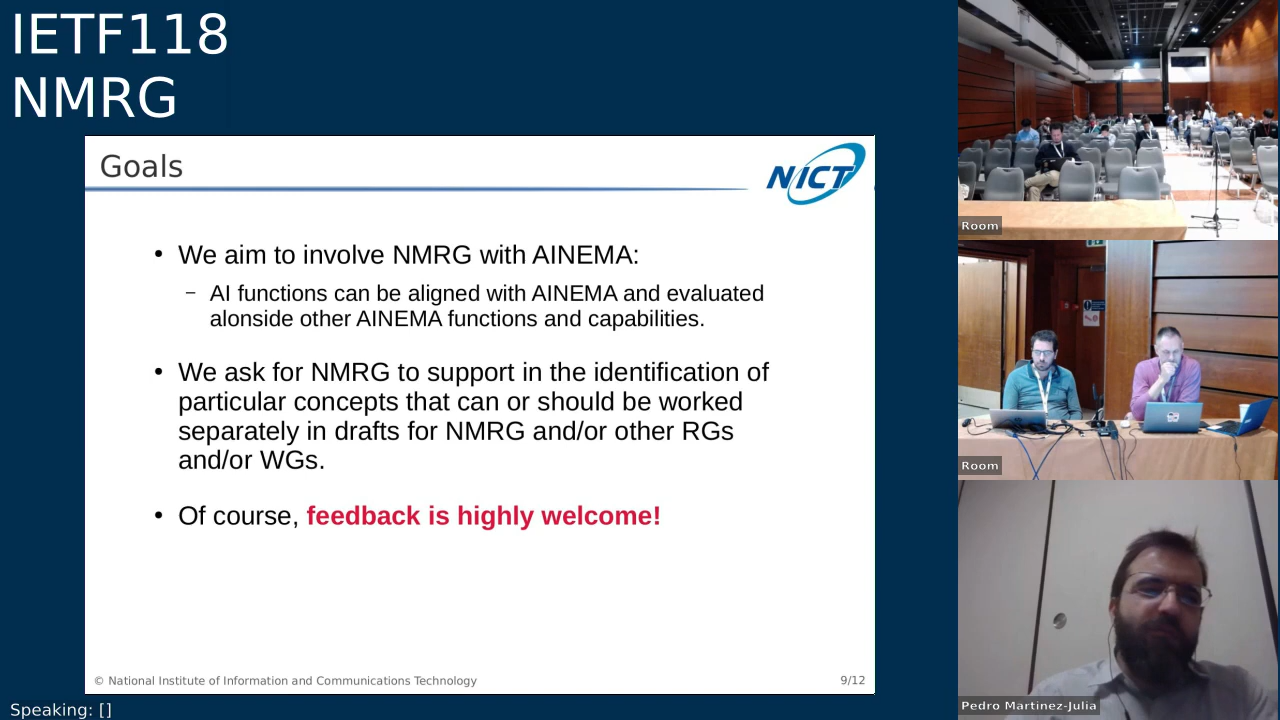 IETF118
NMRG
Goals
NICT
• We aim to involve NMRG with AINEMA:
– AI functions can be aligned with AINEMA and evaluated
alonside other AINEMA functions and capabilities.
• We ask for NMRG to support in the identification of
particular concepts that can or should be worked
separately in drafts for NMRG and/or other RGs
and/or WGs.
• Of course, feedback is highly welcome!
© National Institute of Information and Communications Technology
9/12
Speaking: []
Room
Room
Pedro Martinez-Julia